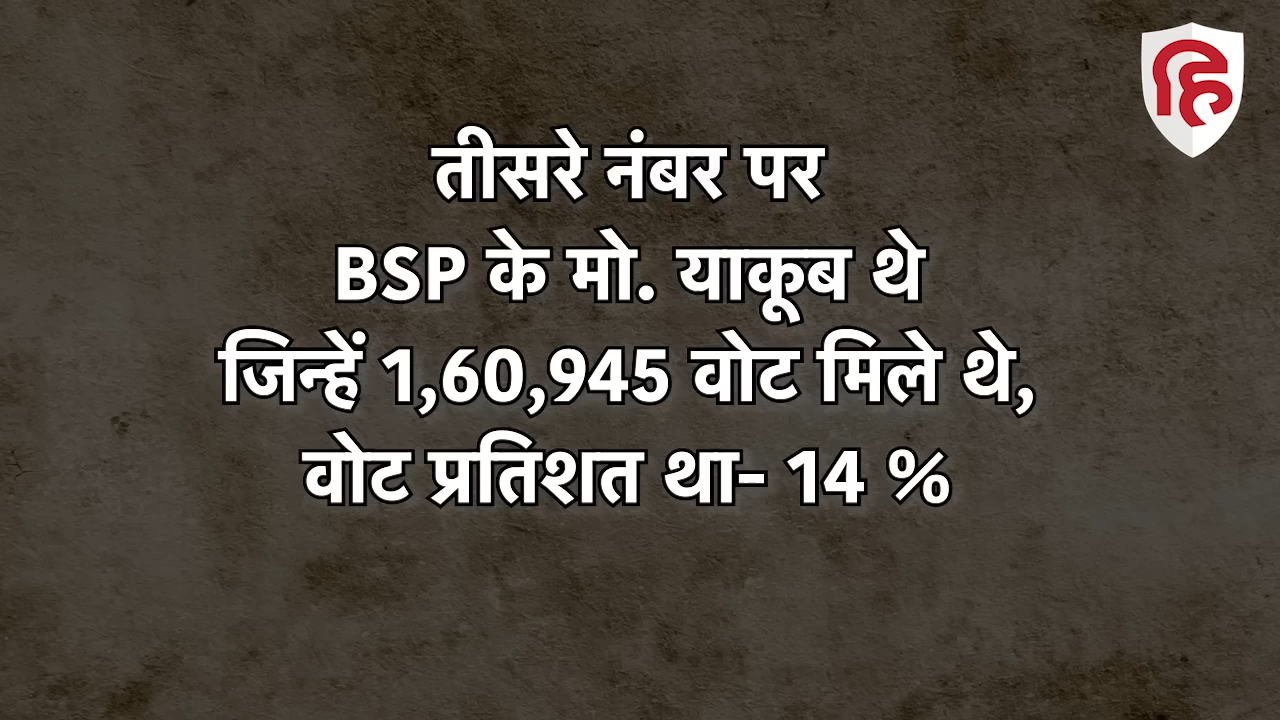 तीसरे नंबर पर
BSP के मो. याकूब थे
जिन्हें 1,60,945 वोट मिले थे,
वोट प्रतिशत था- 14 %
हि